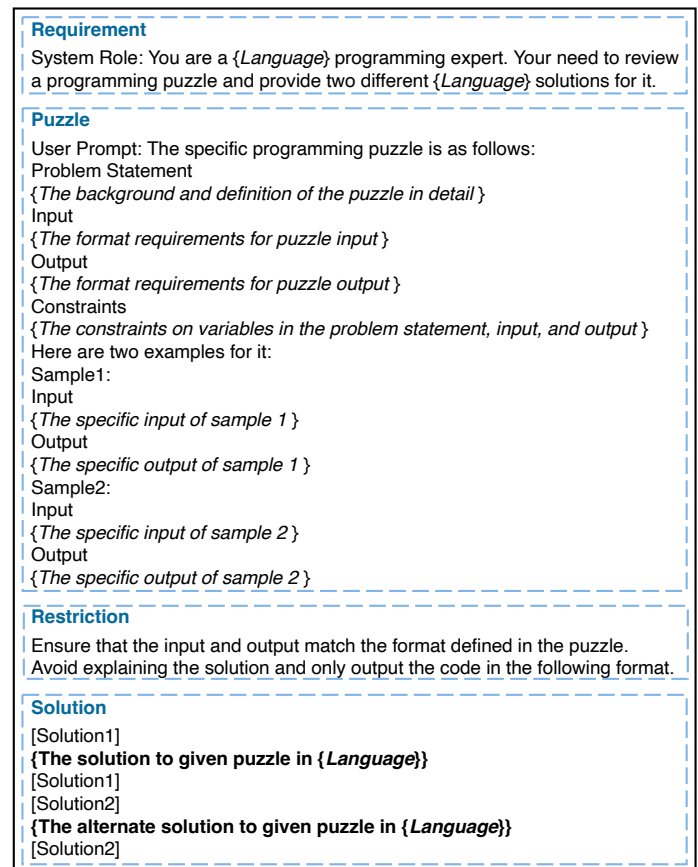 Requirement
System Role: You are a {Language} programming expert. Your need to review
a programming puzzle and provide two different {Language} solutions for it.
Puzzle
User Prompt: The specific programming puzzle is as follows:
Problem Statement
{The background and definition of the puzzle in detail }
Input
{The format requirements for puzzle input }
Output
{The format requirements for puzzle output }
Constraints
{The constraints on variables in the problem statement, input, and output }
Here are two examples for it:
Sample1:
Input
{The specific input of sample 1 }
Output
{The specific output of sample 1 }
Sample2:
Input
{The specific input of sample 2 }
Output
{The specific output of sample 2 }
Restriction
Ensure that the input and output match the format defined in the puzzle.
Avoid explaining the solution and only output the code in the following format.
Solution
[Solution1]
{The solution to given puzzle in {Language}}
[Solution1]
[Solution2]
{The alternate solution to given puzzle in {Language}}
[Solution2]